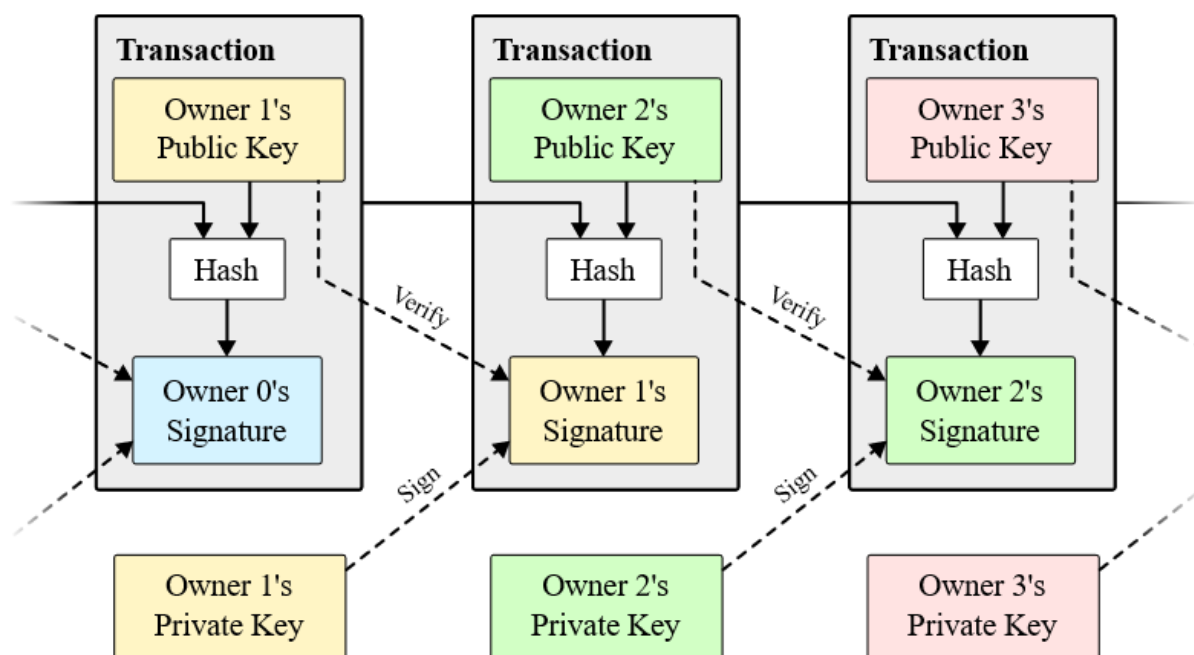 Transaction
Owner 1's
Public Key
Hash
Owner 0's
Signature
Transaction
Owner 2's
Public Key
Hash
Verify
Owner 1's
Signature
Sign
Transaction
Owner 3's
Public Key
Hash
Verify
Owner 2's
Signature
Sign
Owner 1's
Private Key
Owner 2's
Private Key
Owner 3's
Private Key